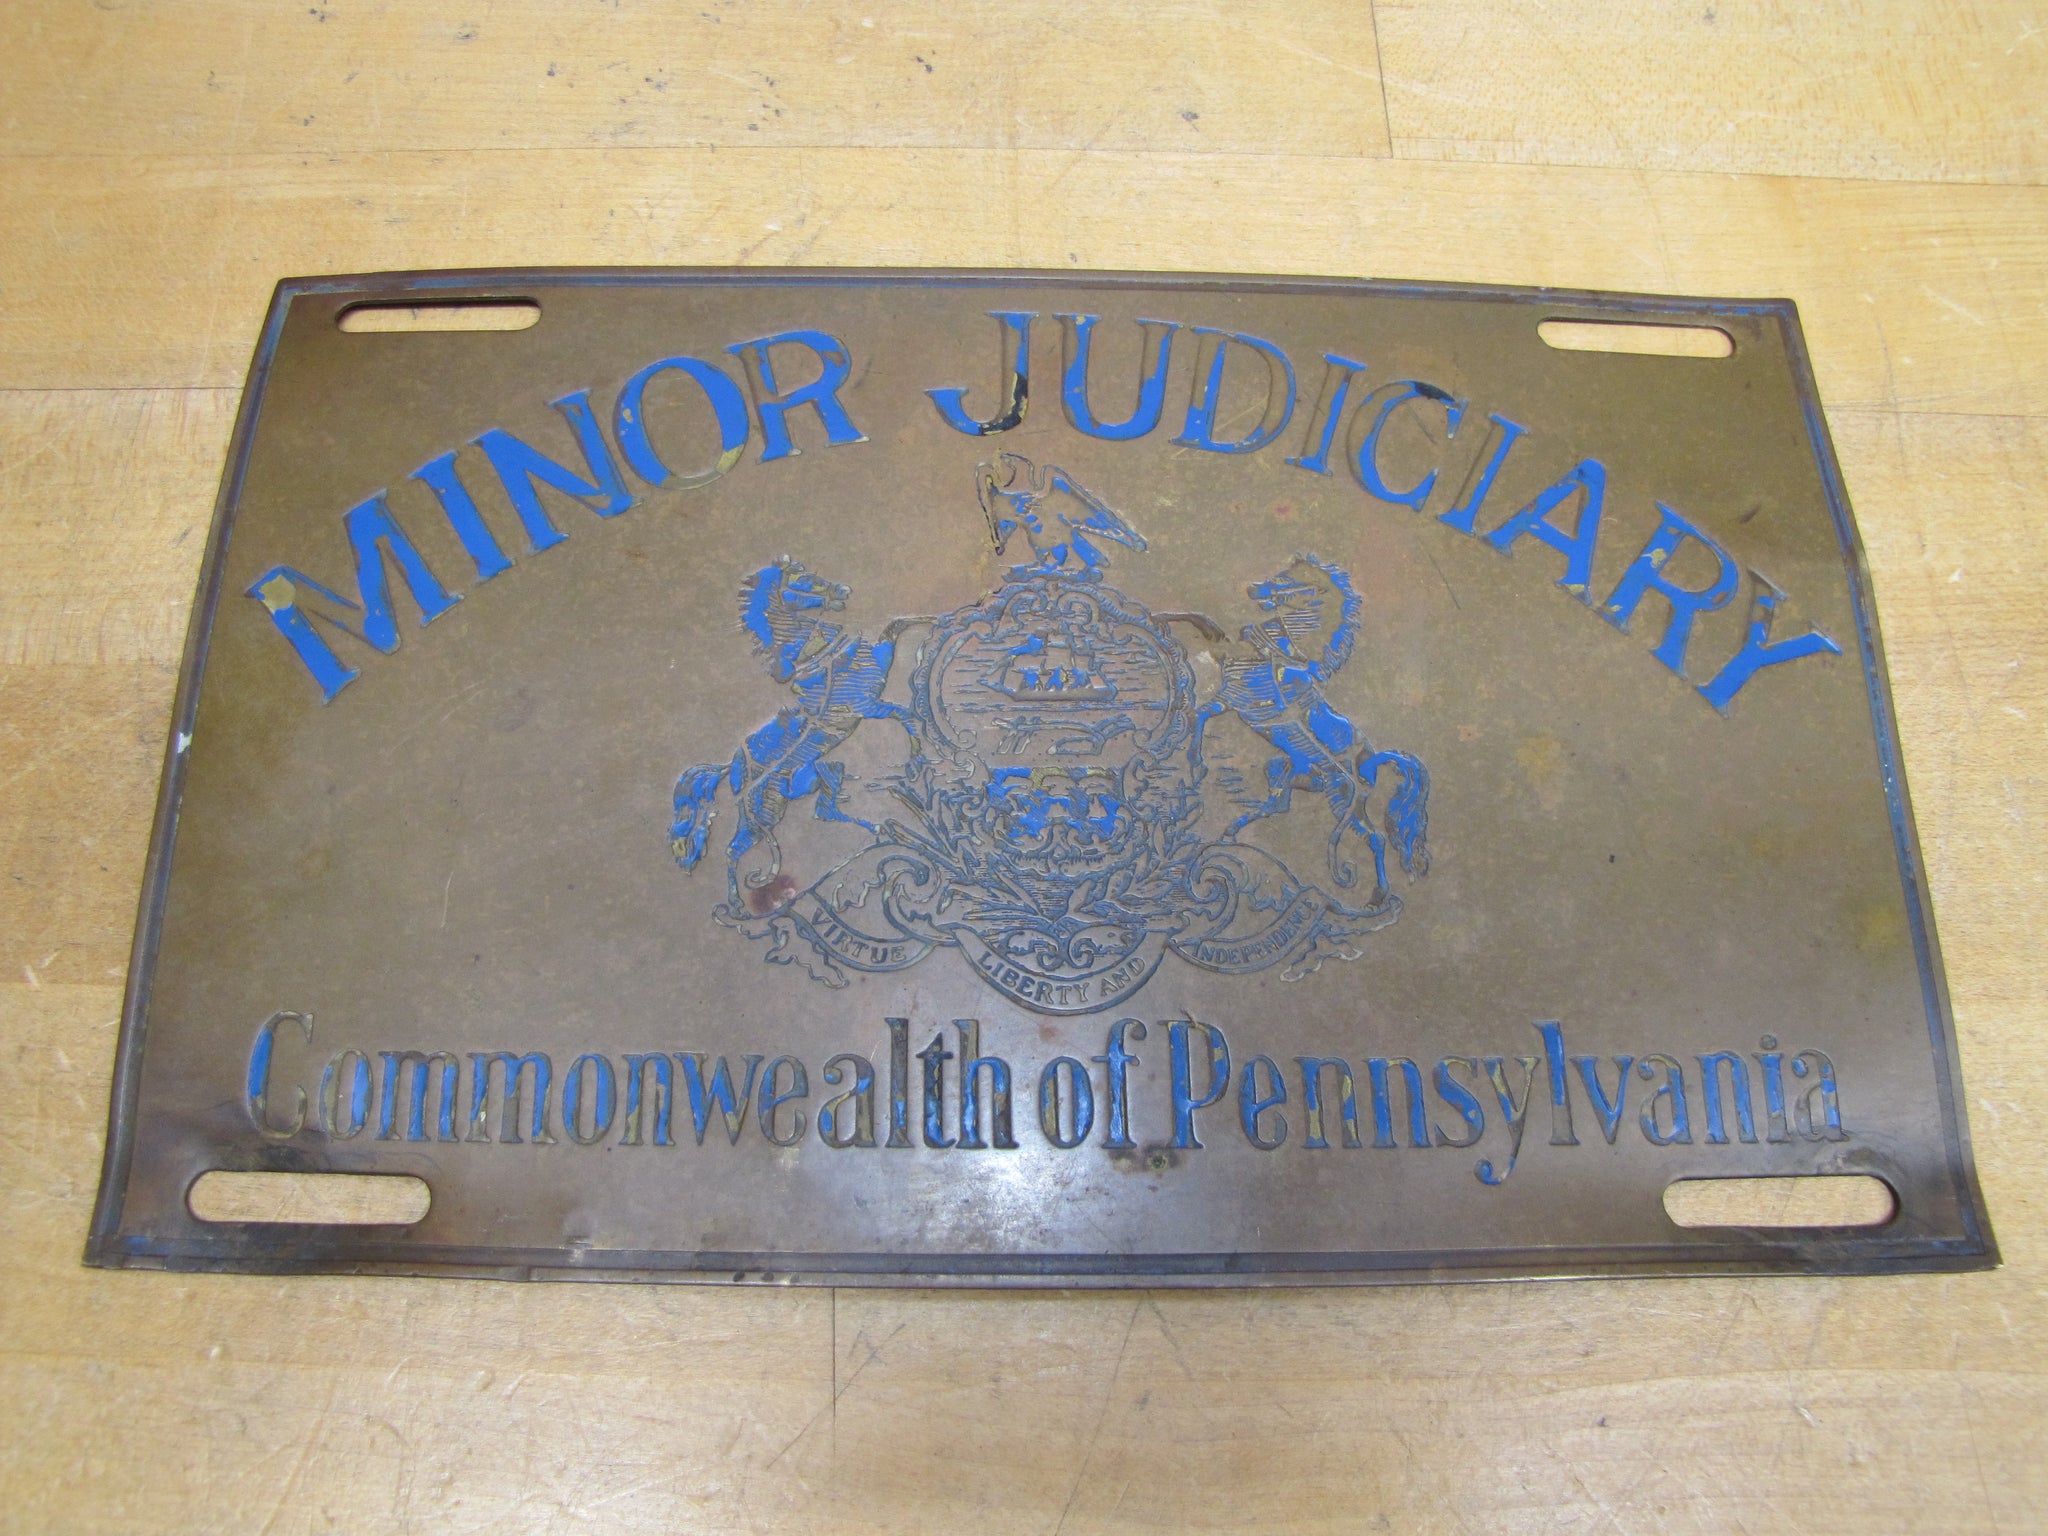 MINOR JUDICIARY
VIRTUE LIBERTY AND INDEPENDENCE
Commonwealth of Pennsylvania